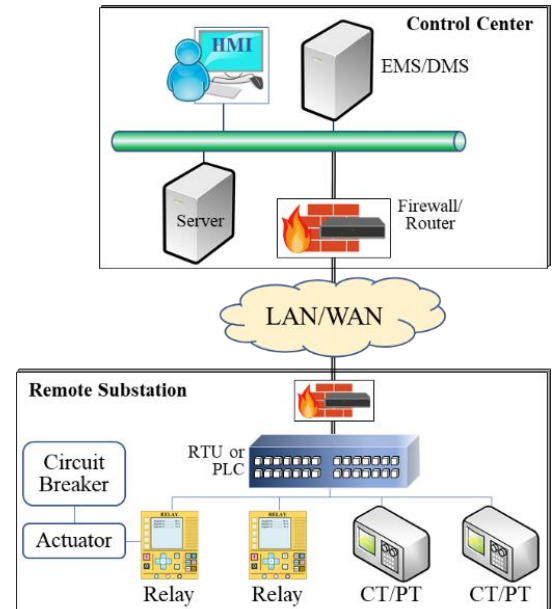 Control Center
HMI
EMS/DMS
Server
Firewall/
Router
LAN/WAN
Remote Substation
RTU or
PLC
Circuit
Breaker
Actuator
RELAY
RELAY
Relay
Relay
CT/PT
CT/PT